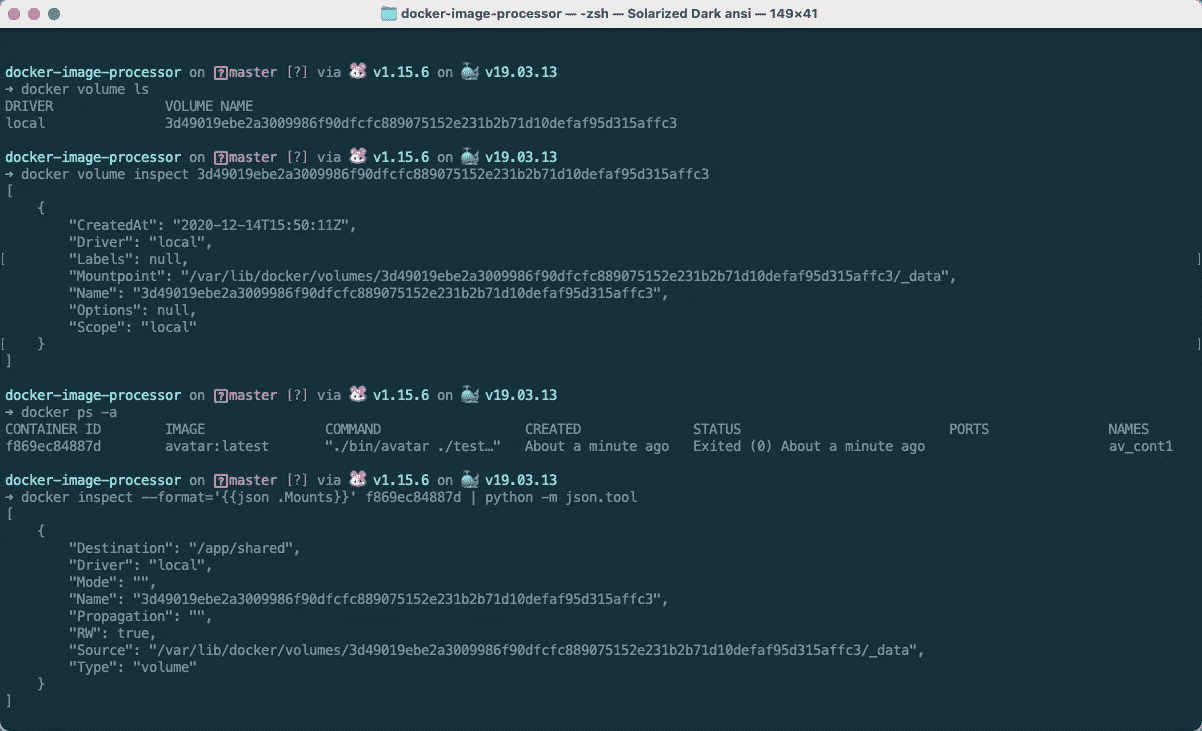 docker-image-processor — -zsh — Solarized Dark ansi — 149×41
docker-image-processor on ?master [?] via 🐹 v1.15.6 on 🐳 v19.03.13
➜ docker volume ls
DRIVER              VOLUME NAME
local               3d49019ebe2a3009986f90dfcfc889075152e231b2b71d10defaf95d315affc3
docker-image-processor on ?master [?] via 🐹 v1.15.6 on 🐳 v19.03.13
➜ docker volume inspect 3d49019ebe2a3009986f90dfcfc889075152e231b2b71d10defaf95d315affc3
[
    {
        "CreatedAt": "2020-12-14T15:50:11Z",
        "Driver": "local",
[        "Labels": null, ]
        "Mountpoint": "/var/lib/docker/volumes/3d49019ebe2a3009986f90dfcfc889075152e231b2b71d10defaf95d315affc3/_data",
        "Name": "3d49019ebe2a3009986f90dfcfc889075152e231b2b71d10defaf95d315affc3",
        "Options": null,
        "Scope": "local"
[    } ]
]
docker-image-processor on ?master [?] via 🐹 v1.15.6 on 🐳 v19.03.13
➜ docker ps -a
CONTAINER ID        IMAGE               COMMAND                  CREATED              STATUS                          PORTS               NAMES
f869ec84887d        avatar:latest       "./bin/avatar ./test…"   About a minute ago   Exited (0) About a minute ago                       av_cont1
docker-image-processor on ?master [?] via 🐹 v1.15.6 on 🐳 v19.03.13
➜ docker inspect --format='{{json .Mounts}}' f869ec84887d | python -m json.tool
[
    {
        "Destination": "/app/shared",
        "Driver": "local",
        "Mode": "",
        "Name": "3d49019ebe2a3009986f90dfcfc889075152e231b2b71d10defaf95d315affc3",
        "Propagation": "",
        "RW": true,
        "Source": "/var/lib/docker/volumes/3d49019ebe2a3009986f90dfcfc889075152e231b2b71d10defaf95d315affc3/_data",
        "Type": "volume"
    }
]